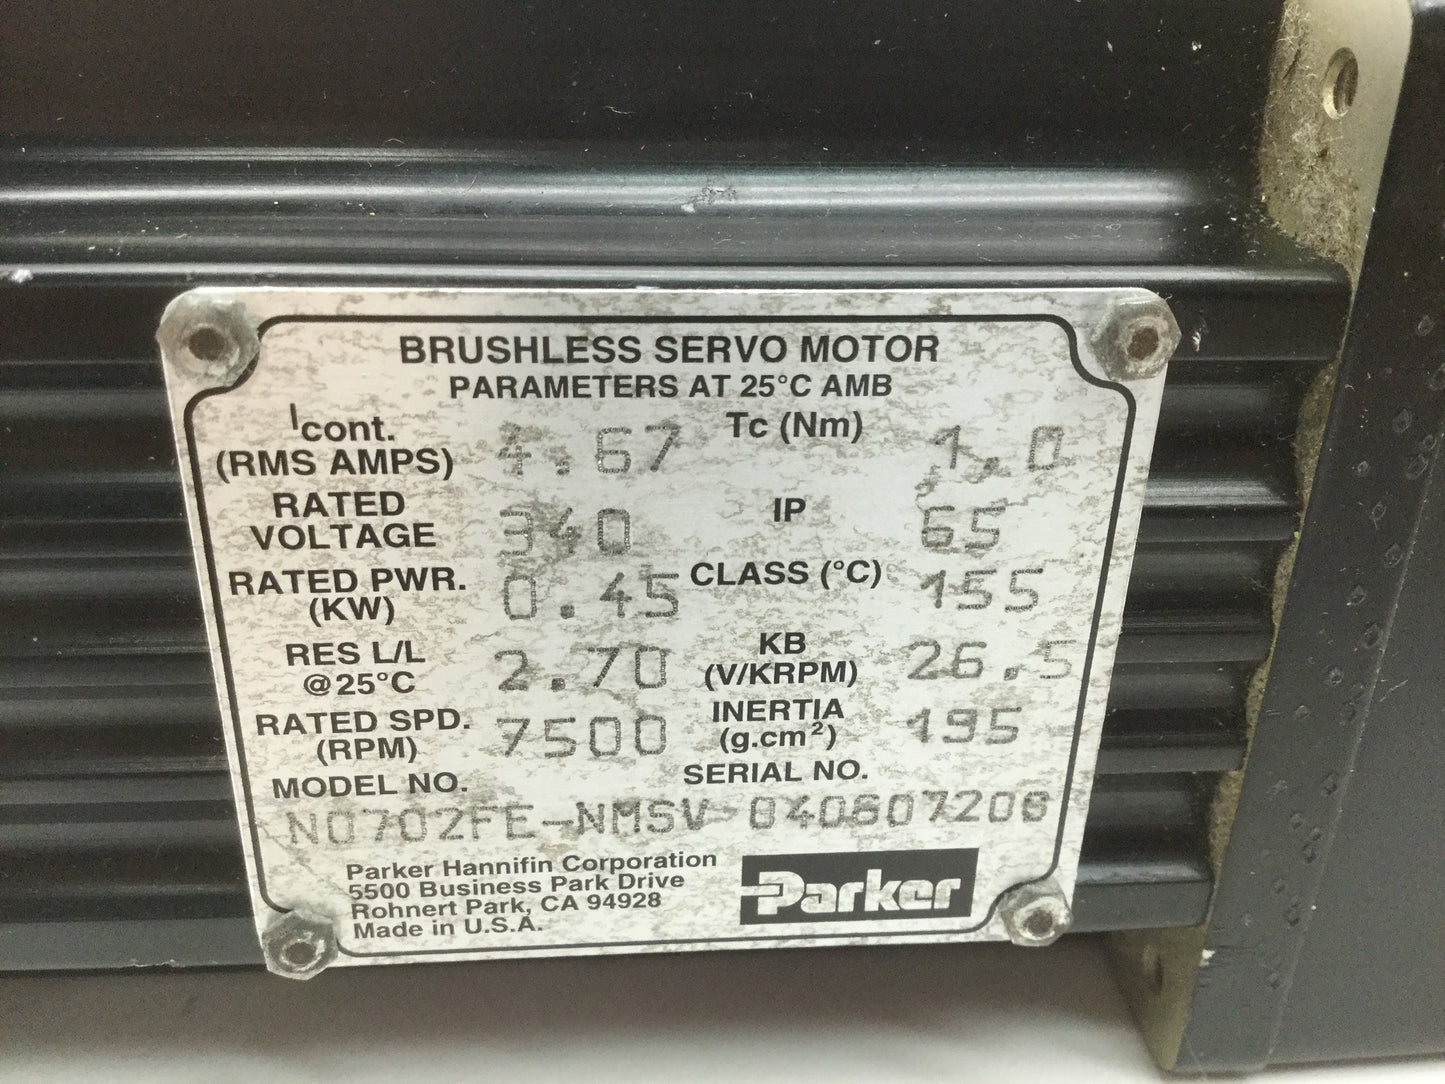 BRUSHLESS SERVO MOTOR
PARAMETERS AT 25°C AMB
Icont. (RMS AMPS) 4.67 Tc (Nm) 1.0
RATED VOLTAGE 340 IP 65
RATED PWR. (KW) 0.45 CLASS (°C) 155
RES L/L @25°C 2.70 KB (V/KRPM) 26.5
RATED SPD. (RPM) 7500 INERTIA (g.cm²) 195
MODEL NO. SERIAL NO.
N0702FE-NMSV-040607206
Parker Hannifin Corporation
5500 Business Park Drive
Rohnert Park, CA 94928
Made in U.S.A.
Parker